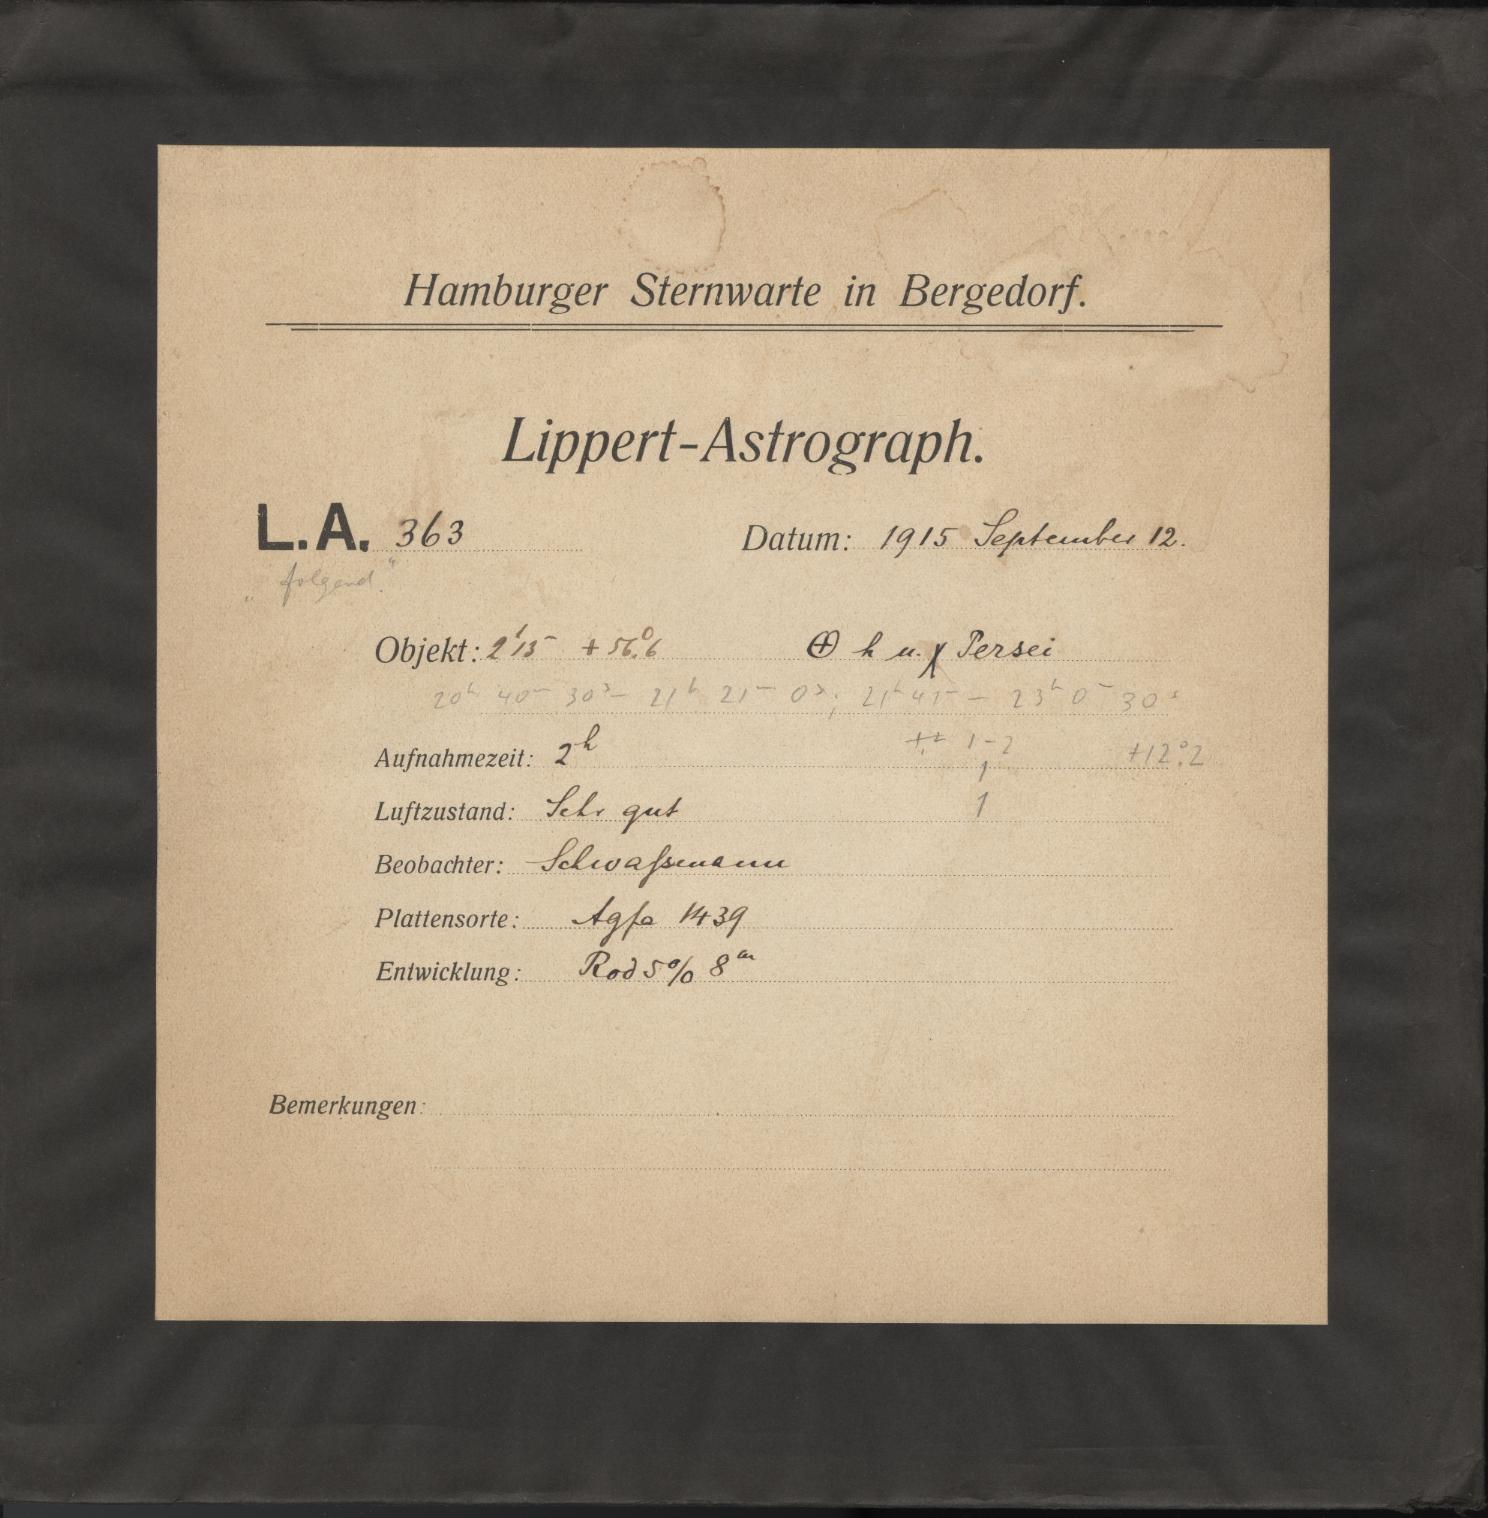 Hamburger Sternwarte in Bergedorf.
Lippert-Astrograph.
L.A. 363
Datum: 1915 September 12.
"folgend."
Objekt: 2ʰ15ᵐ +56.°6 ⊕ h u. χ Persei
20ʰ 40ᵐ 30ˢ – 21ʰ 21ᵐ 0ˢ; 21ʰ 41ᵐ – 23ʰ 0ᵐ 30ˢ
1-2 +12.°2
Aufnahmezeit: 2ʰ 1
Luftzustand: Sehr gut 1
Beobachter: Schwaßmann
Plattensorte: Agfa 1439
Entwicklung: Rod 5% 8ᵐ
Bemerkungen: